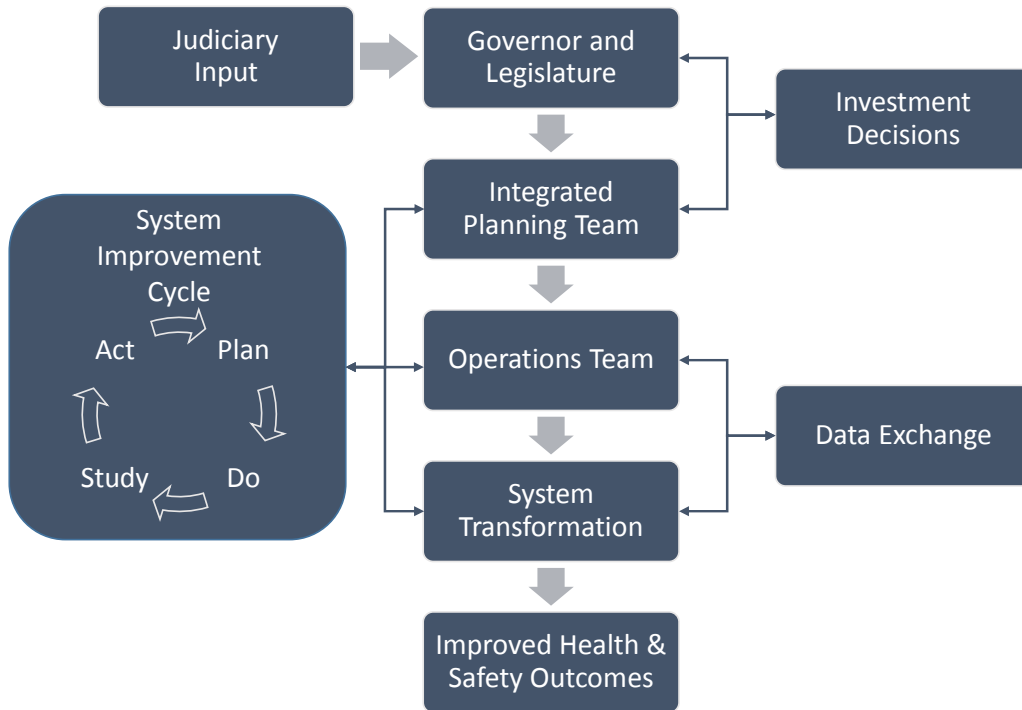 Judiciary
Input
Governor and
Legislature
Investment
Decisions
Integrated
Planning Team
System
Improvement
Cycle
Act
Plan
Study
Do
Operations Team
Data Exchange
System
Transformation
Improved Health &
Safety Outcomes